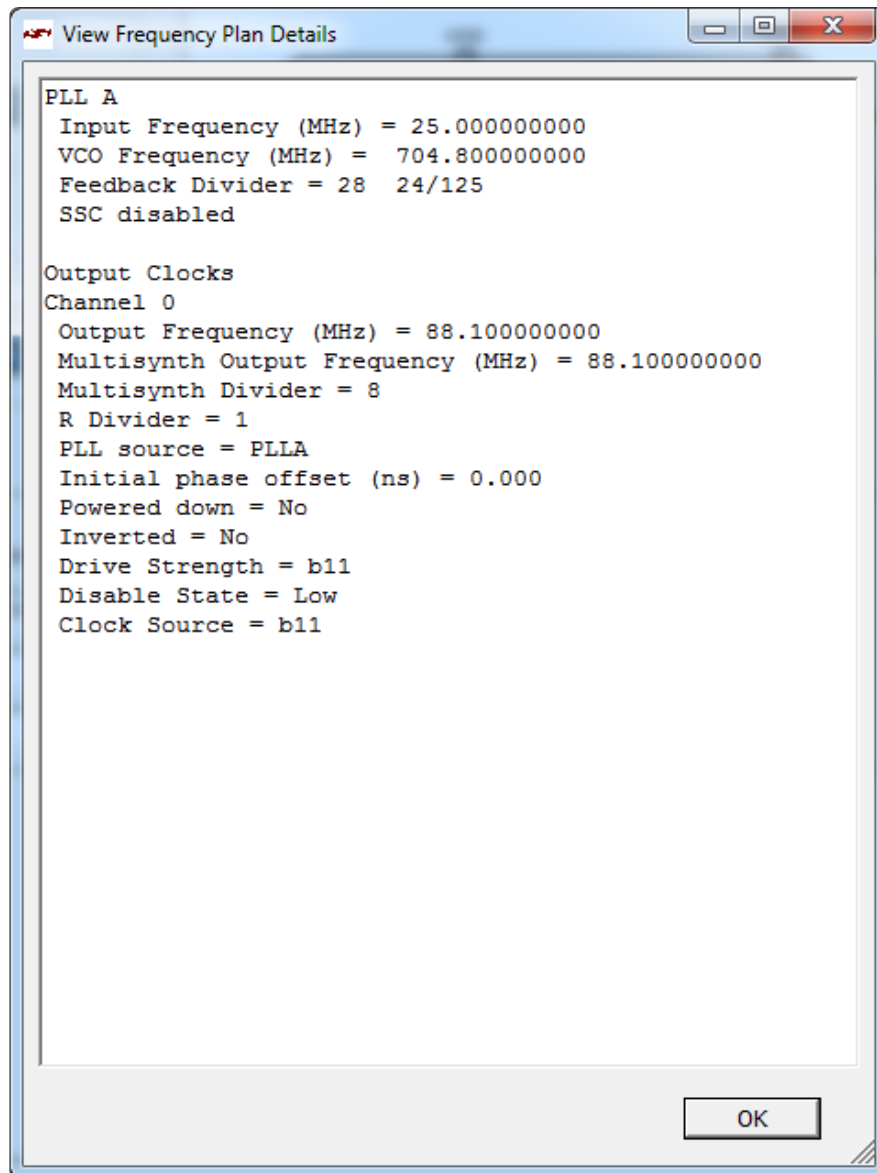 View Frequency Plan Details
PLL A
Input Frequency (MHz) = 25.000000000
VCO Frequency (MHz) =  704.800000000
Feedback Divider = 28  24/125
SSC disabled
Output Clocks
Channel 0
Output Frequency (MHz) = 88.100000000
Multisynth Output Frequency (MHz) = 88.100000000
Multisynth Divider = 8
R Divider = 1
PLL source = PLLA
Initial phase offset (ns) = 0.000
Powered down = No
Inverted = No
Drive Strength = b11
Disable State = Low
Clock Source = b11
OK